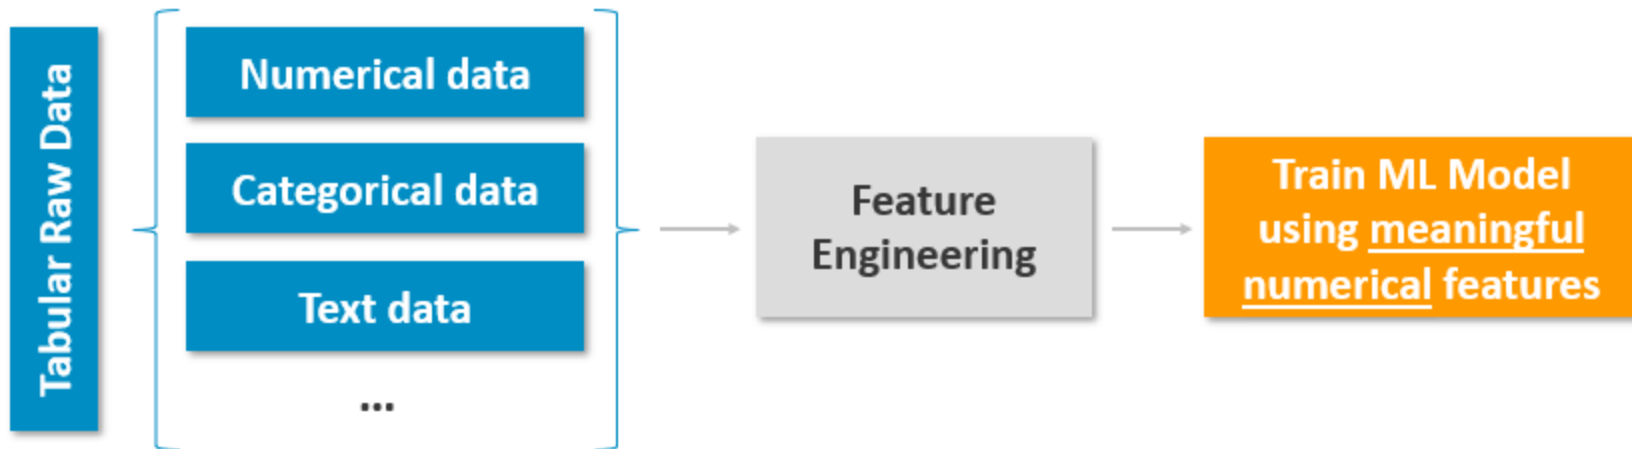 Tabular Raw Data
Numerical data
Categorical data
Text data
...
Feature
Engineering
Train ML Model
using meaningful
numerical features